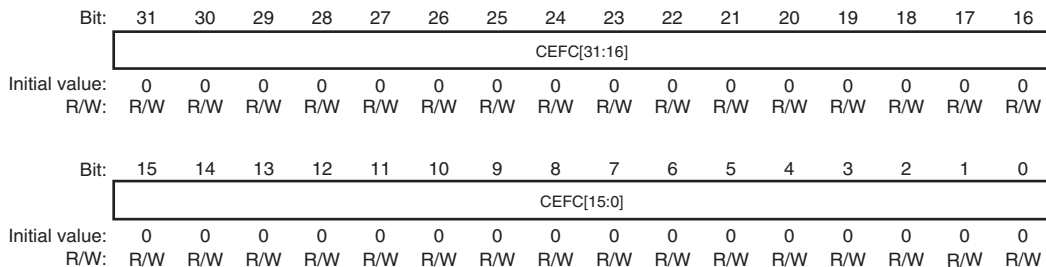 Bit: 31 30 29 28 27 26 25 24 23 22 21 20 19 18 17 16
CEFC[31:16]
Initial value: 0 0 0 0 0 0 0 0 0 0 0 0 0 0 0 0
R/W: R/W R/W R/W R/W R/W R/W R/W R/W R/W R/W R/W R/W R/W R/W R/W R/W
Bit: 15 14 13 12 11 10 9 8 7 6 5 4 3 2 1 0
CEFC[15:0]
Initial value: 0 0 0 0 0 0 0 0 0 0 0 0 0 0 0 0
R/W: R/W R/W R/W R/W R/W R/W R/W R/W R/W R/W R/W R/W R/W R/W R/W R/W